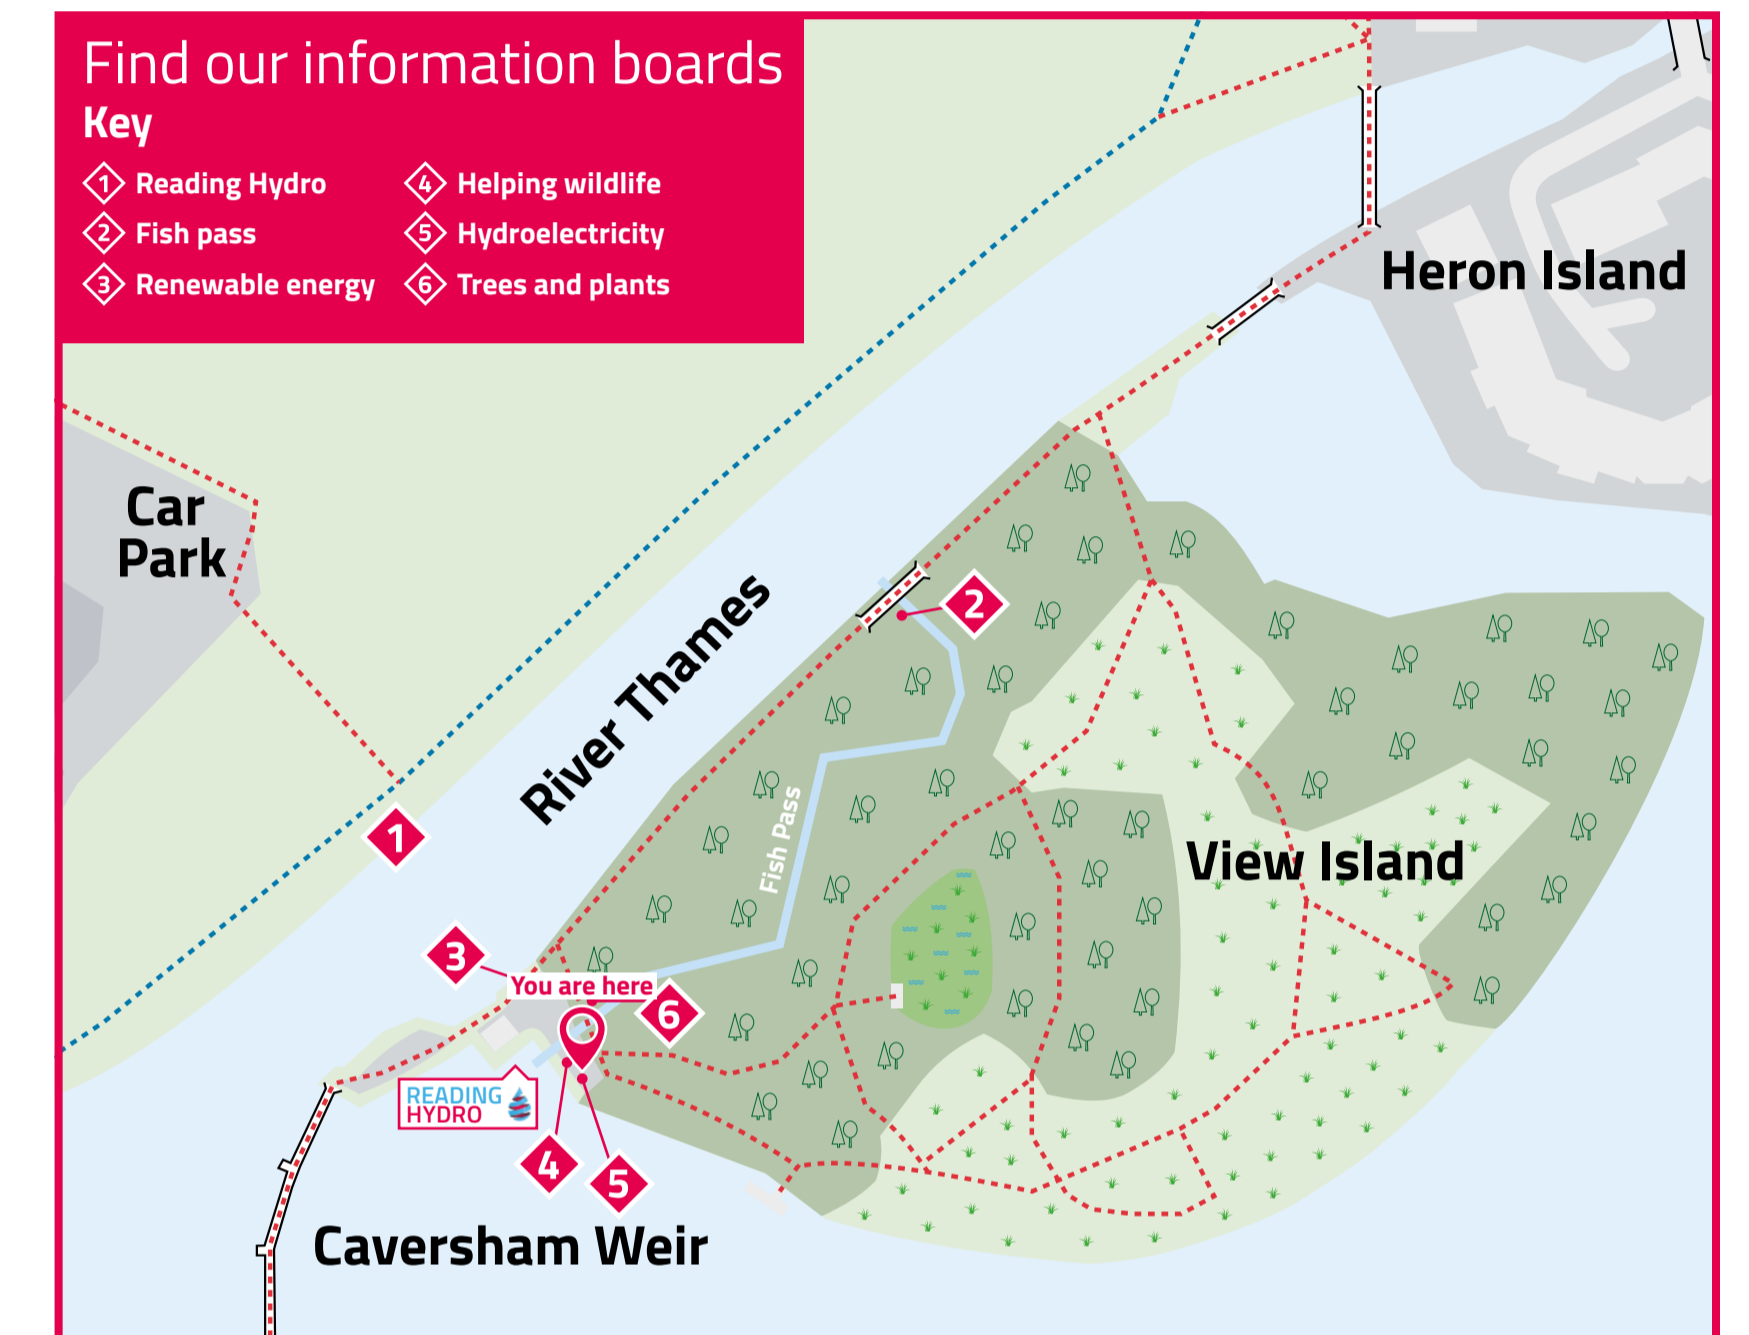 Find our information boards
Key
1 Reading Hydro
2 Fish pass
3 Renewable energy
4 Helping wildlife
5 Hydroelectricity
6 Trees and plants
Heron Island
Car
Park
River Thames
2
1
Fish Pass
View Island
3
You are here
6
READING
HYDRO
4
5
Caversham Weir